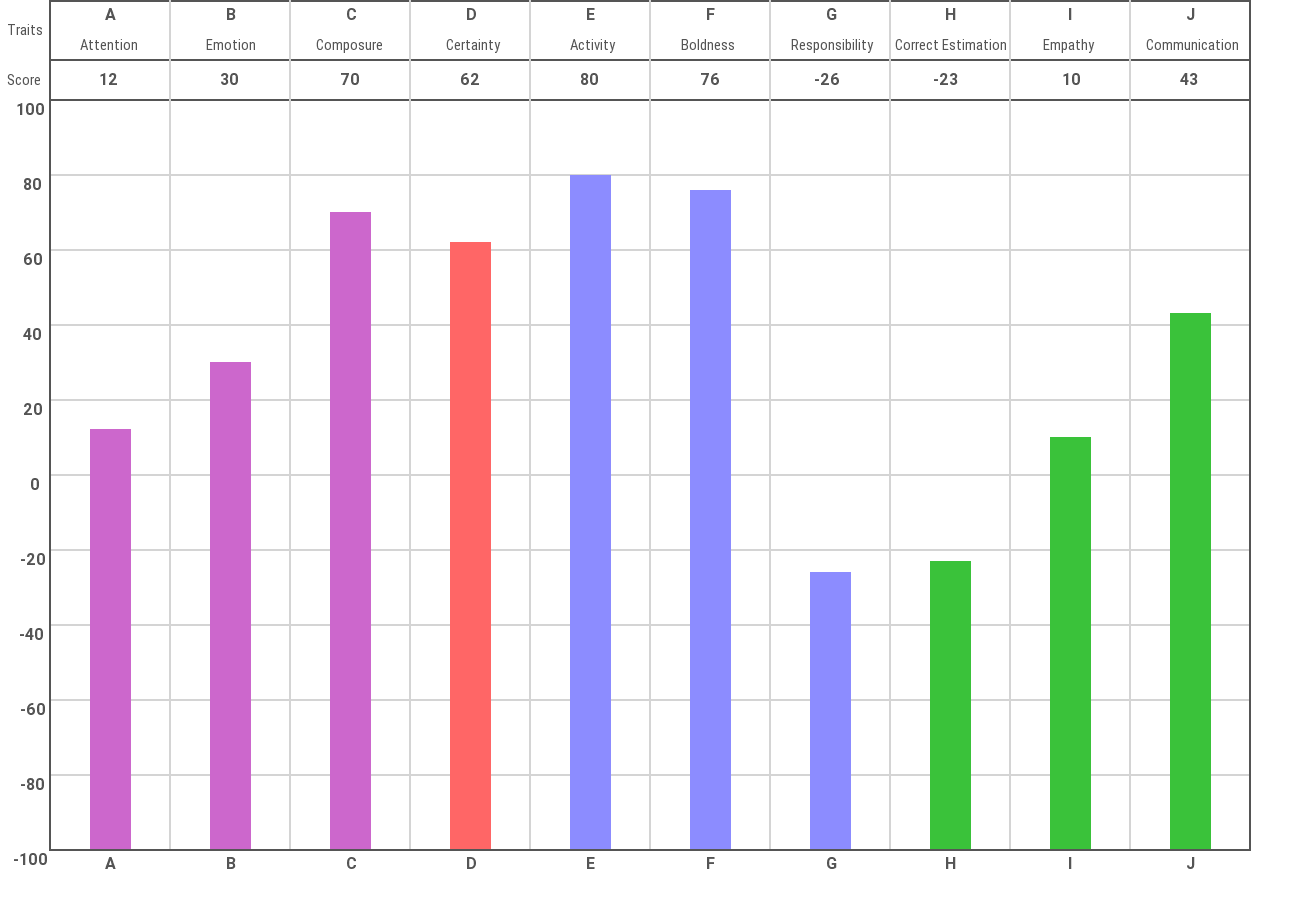 A B C D E F G H I J
Traits
Attention Emotion Composure Certainty Activity Boldness Responsibility Correct Estimation Empathy Communication
Score 12 30 70 62 80 76 -26 -23 10 43
100
80
60
40
20
0
-20
-40
-60
-80
-100
A B C D E F G H I J